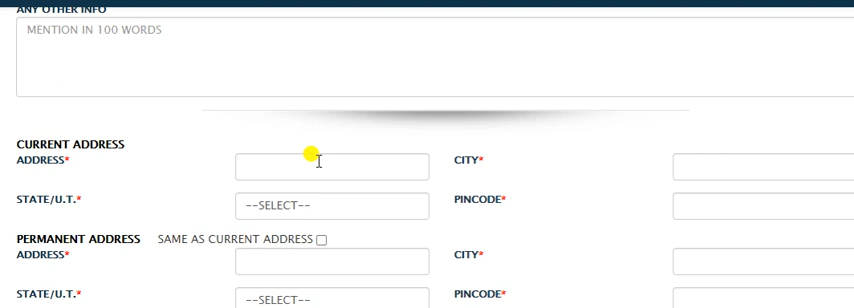 ANY OTHER INFO
MENTION IN 100 WORDS
CURRENT ADDRESS
ADDRESS* CITY*
STATE/U.T.* --SELECT-- PINCODE*
PERMANENT ADDRESS SAME AS CURRENT ADDRESS
ADDRESS* CITY*
STATE/U.T.* --SELECT-- PINCODE*